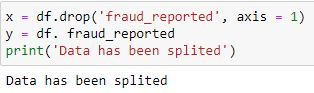 x = df.drop('fraud_reported', axis = 1)
y = df. fraud_reported
print('Data has been splited')
Data has been splited